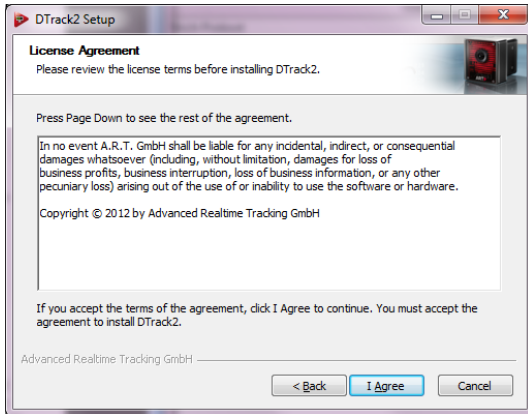 DTrack2 Setup
License Agreement
Please review the license terms before installing DTrack2.
Press Page Down to see the rest of the agreement.
In no event A.R.T. GmbH shall be liable for any incidental, indirect, or consequential
damages whatsoever (including, without limitation, damages for loss of
business profits, business interruption, loss of business information, or any other
pecuniary loss) arising out of the use of or inability to use the software or hardware.
Copyright © 2012 by Advanced Realtime Tracking GmbH
If you accept the terms of the agreement, click I Agree to continue. You must accept the
agreement to install DTrack2.
Advanced Realtime Tracking GmbH
< Back I Agree Cancel